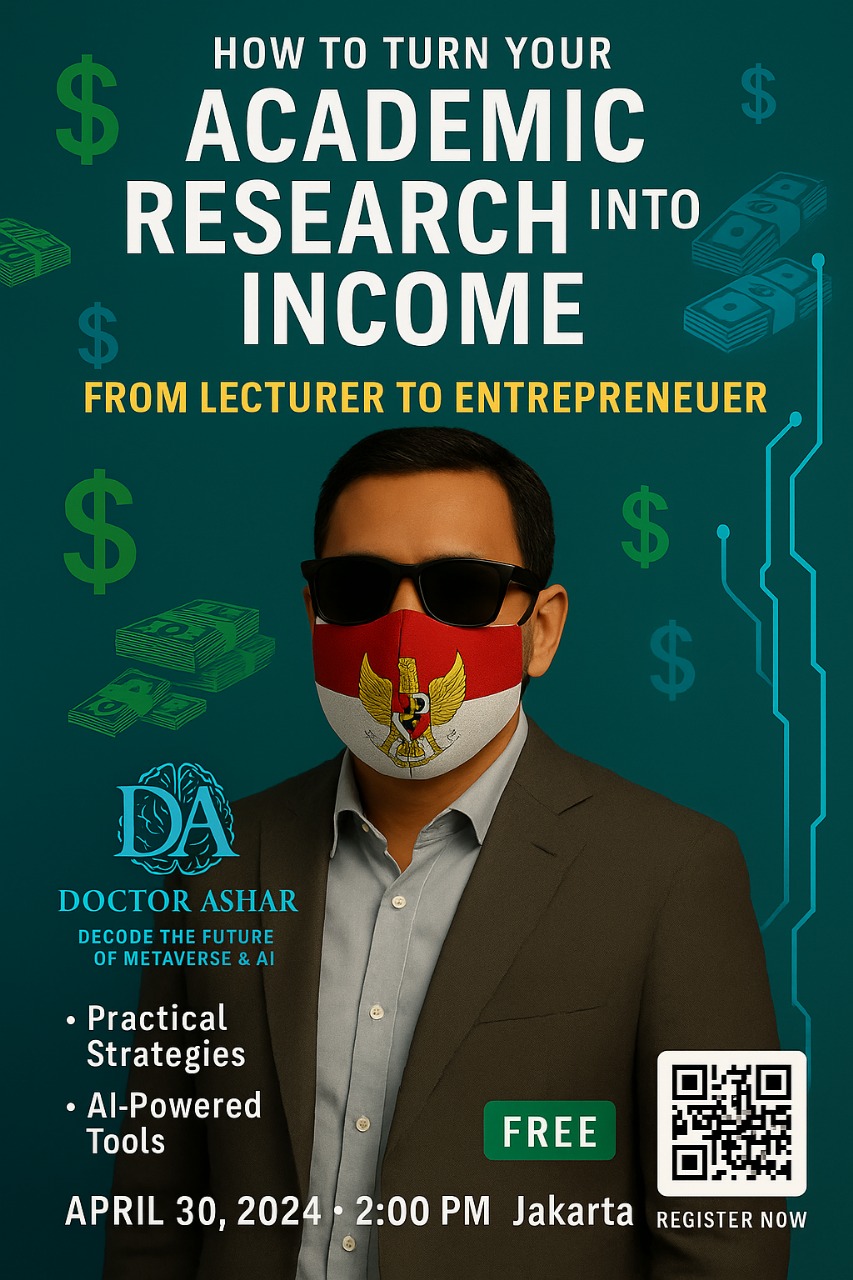 HOW TO TURN YOUR
ACADEMIC
RESEARCH INTO
INCOME
FROM LECTURER TO ENTREPRENEUER
DA
DOCTOR ASHAR
DECODE THE FUTURE
OF METAVERSE & AI
• Practical
Strategies
• AI-Powered
Tools
FREE
APRIL 30, 2024 • 2:00 PM Jakarta
REGISTER NOW